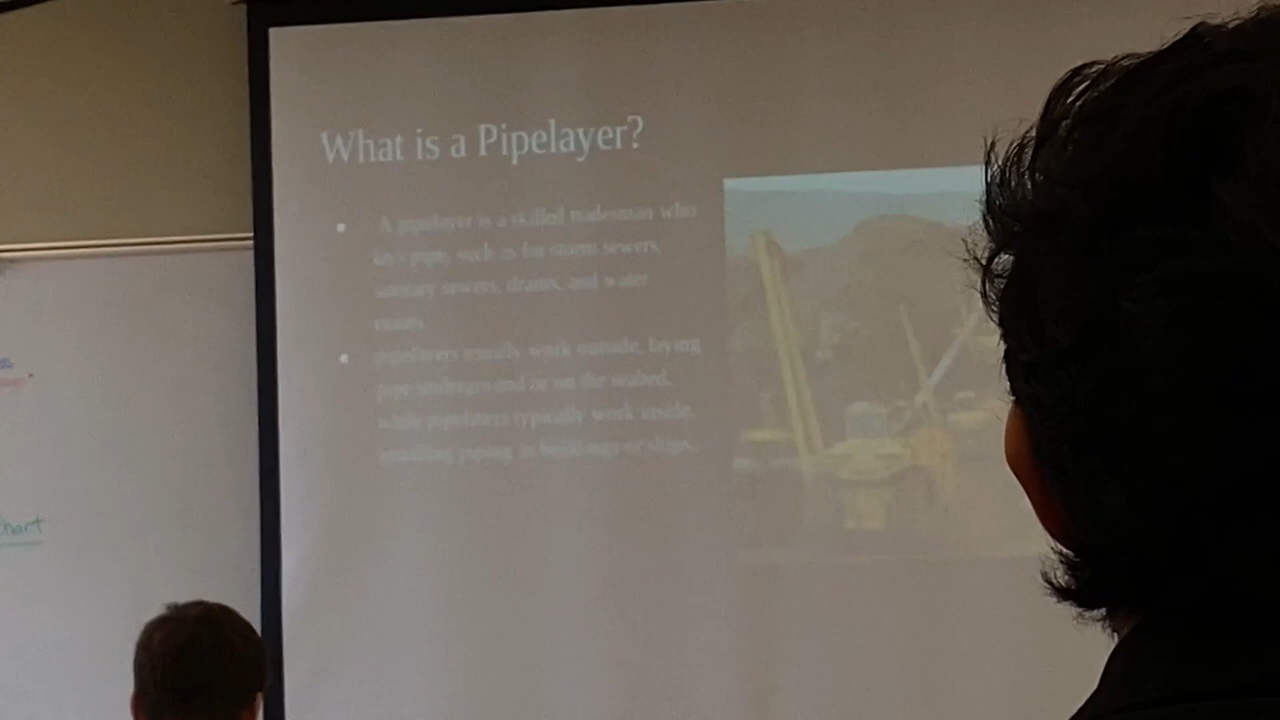 What is a Pipelayer?
A pipelayer is a skilled tradesman who
lays pipe, such as for storm sewers,
sanitary sewers, drains, and water
mains.
pipelayers usually work outside, laying
pipe underground or on the seabed,
while pipefitters typically work inside,
installing piping in buildings or ships.
chart